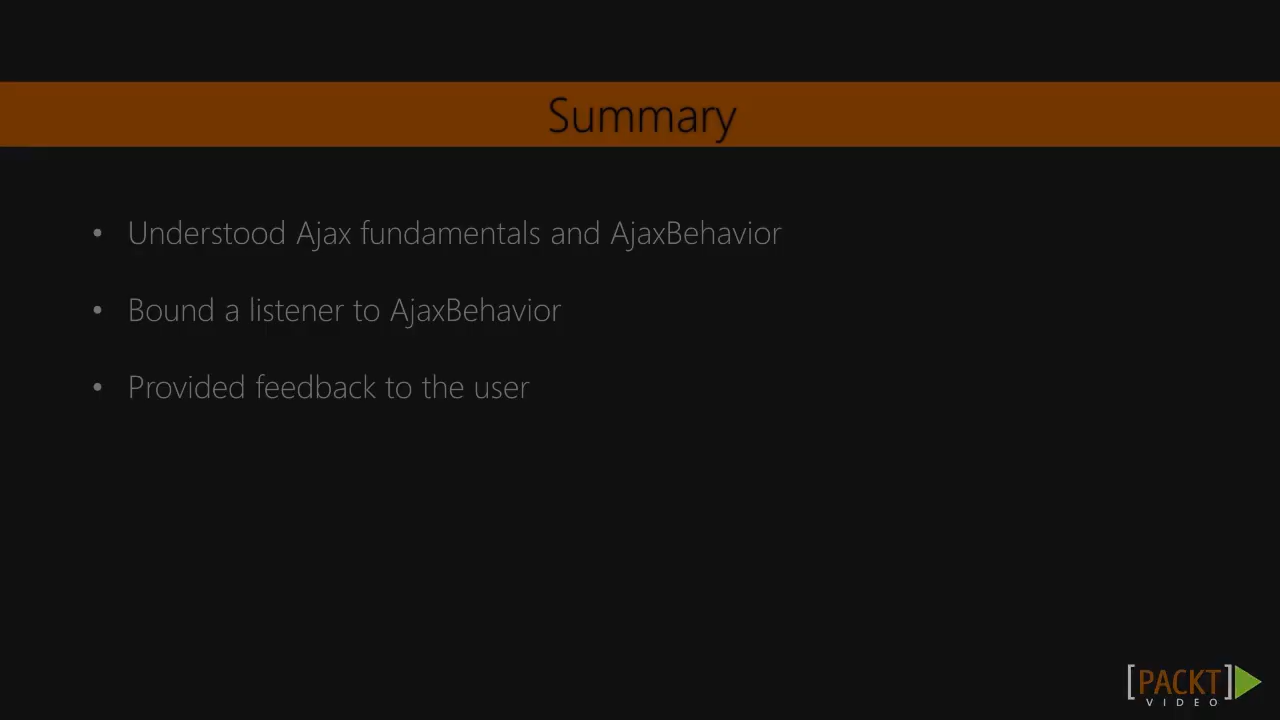 Summary
• Understood Ajax fundamentals and AjaxBehavior
• Bound a listener to AjaxBehavior
• Provided feedback to the user
[PACKT]
VIDEO